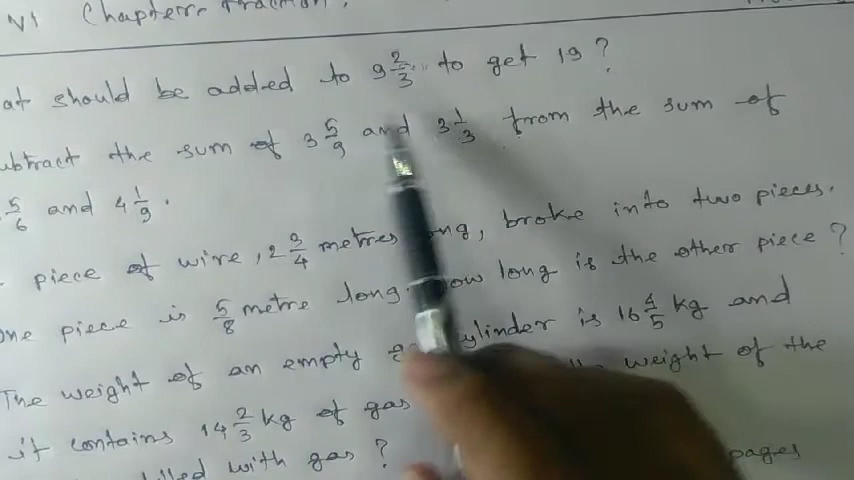 VI Chapter:- Fraction.
at should be added to 9 2/3 to get 19 ?
ubtract the sum of 3 5/9 and 3 1/3 from the sum of
5/6 and 4 1/9.
piece of wire, 2 3/4 metres ong, broke into two pieces.
ne piece is 5/8 metre long. ow long is the other piece ?
The weight of an empty ylinder is 16 4/5 kg and
it contains 14 2/3 kg of gas weight of the
with gas ? pages